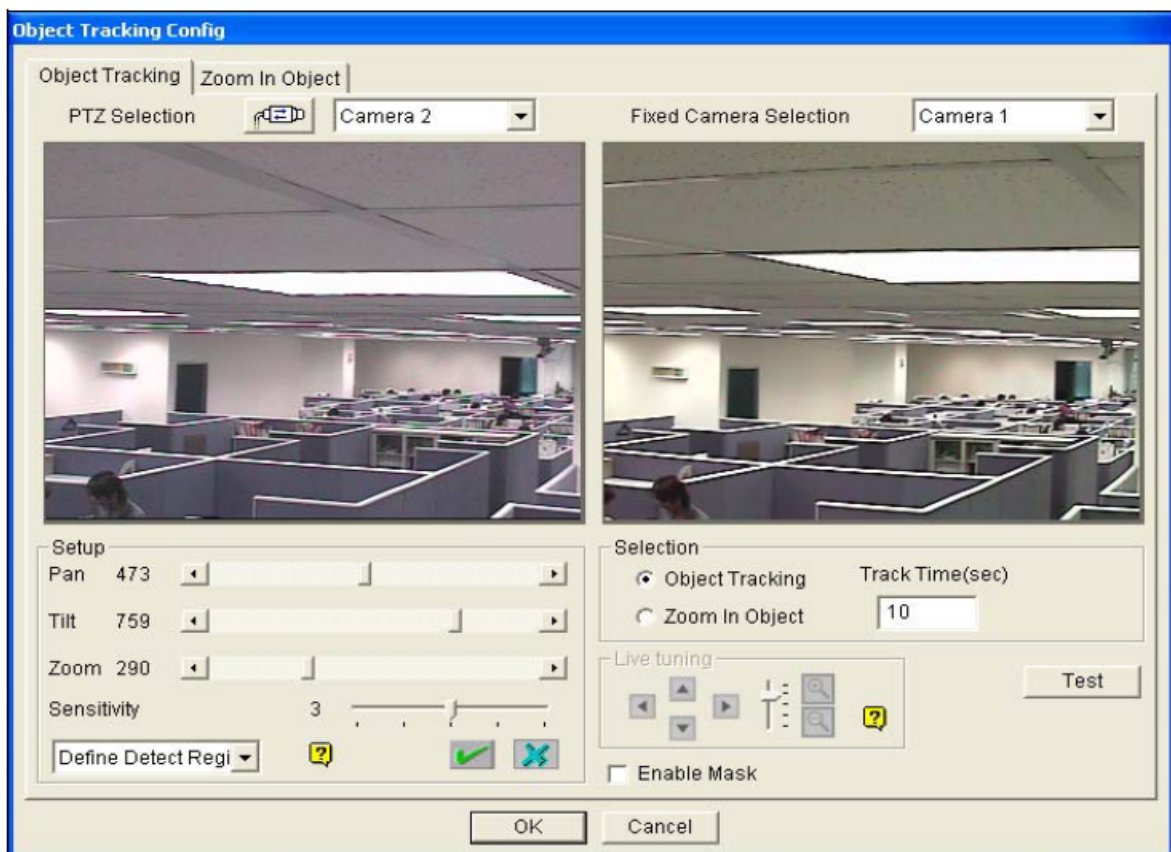 Object Tracking Config
Object Tracking
Zoom In Object
PTZ Selection
Camera 2
Fixed Camera Selection
Camera 1
Setup
Pan 473
Tilt 759
Zoom 290
Sensitivity 3
Define Detect Regi
?
Selection
Object Tracking
Zoom In Object
Track Time(sec)
10
Live tuning
?
Test
Enable Mask
OK
Cancel